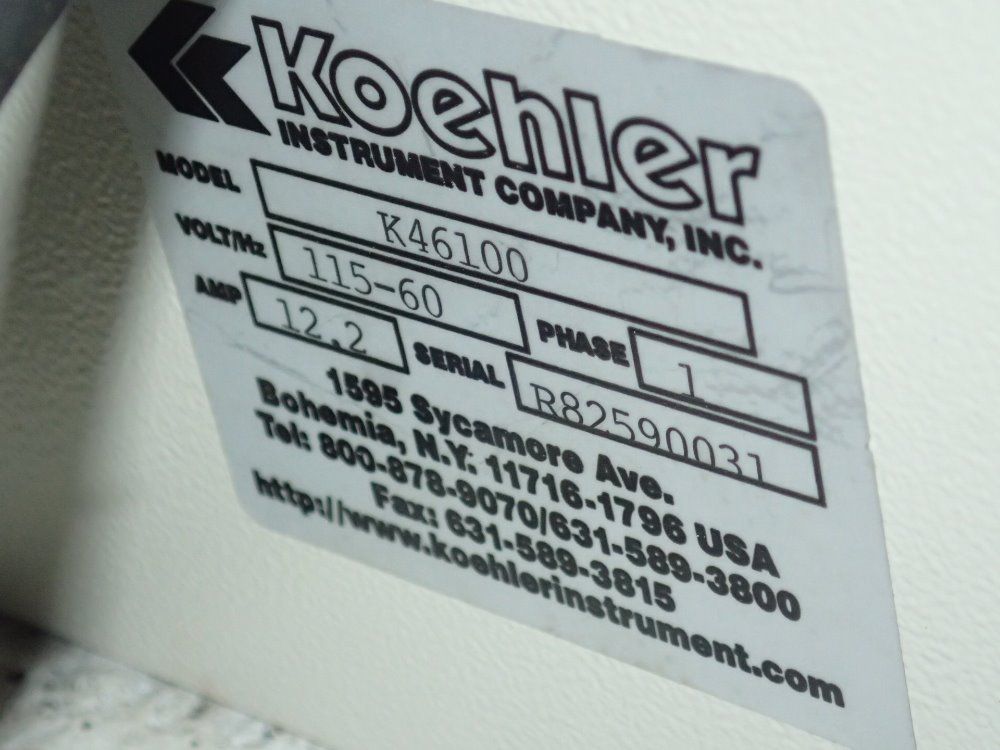 Koehler
INSTRUMENT COMPANY, INC.
MODEL K46100
VOLT/Hz 115-60 PHASE 1
AMP 12.2 SERIAL R82590031
1595 Sycamore Ave.
Bohemia, N.Y. 11716-1796 USA
Tel: 800-878-9070/631-589-3800
Fax: 631-589-3815
http://www.koehlerinstrument.com